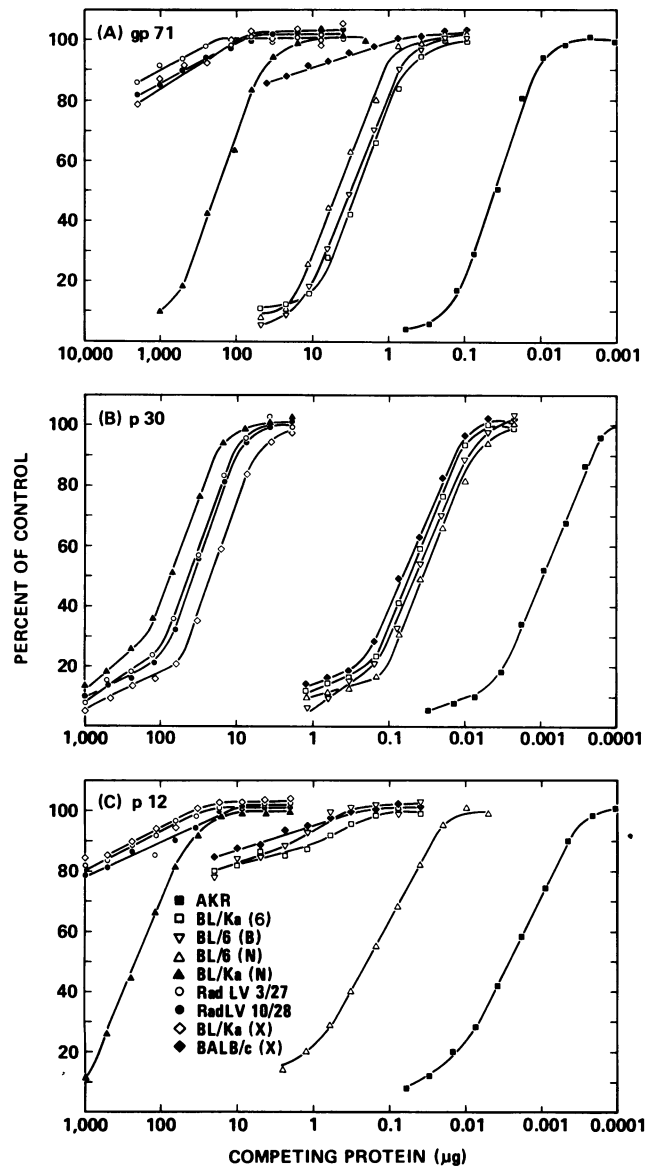 (A) gp 71
100
80
60
40
20
10,000 1,000 100 10 1 0.1 0.01 0.001
(B) p 30
100
80
60
40
20
1,000 100 10 1 0.1 0.01 0.001 0.0001
PERCENT OF CONTROL
(C) p 12
100
80
60
40
20
AKR
BL/Ka (6)
BL/6 (B)
BL/6 (N)
BL/Ka (N)
Rad LV 3/27
RadLV 10/28
BL/Ka (X)
BALB/c (X)
1,000 100 10 1 0.1 0.01 0.001 0.0001
COMPETING PROTEIN (μg)